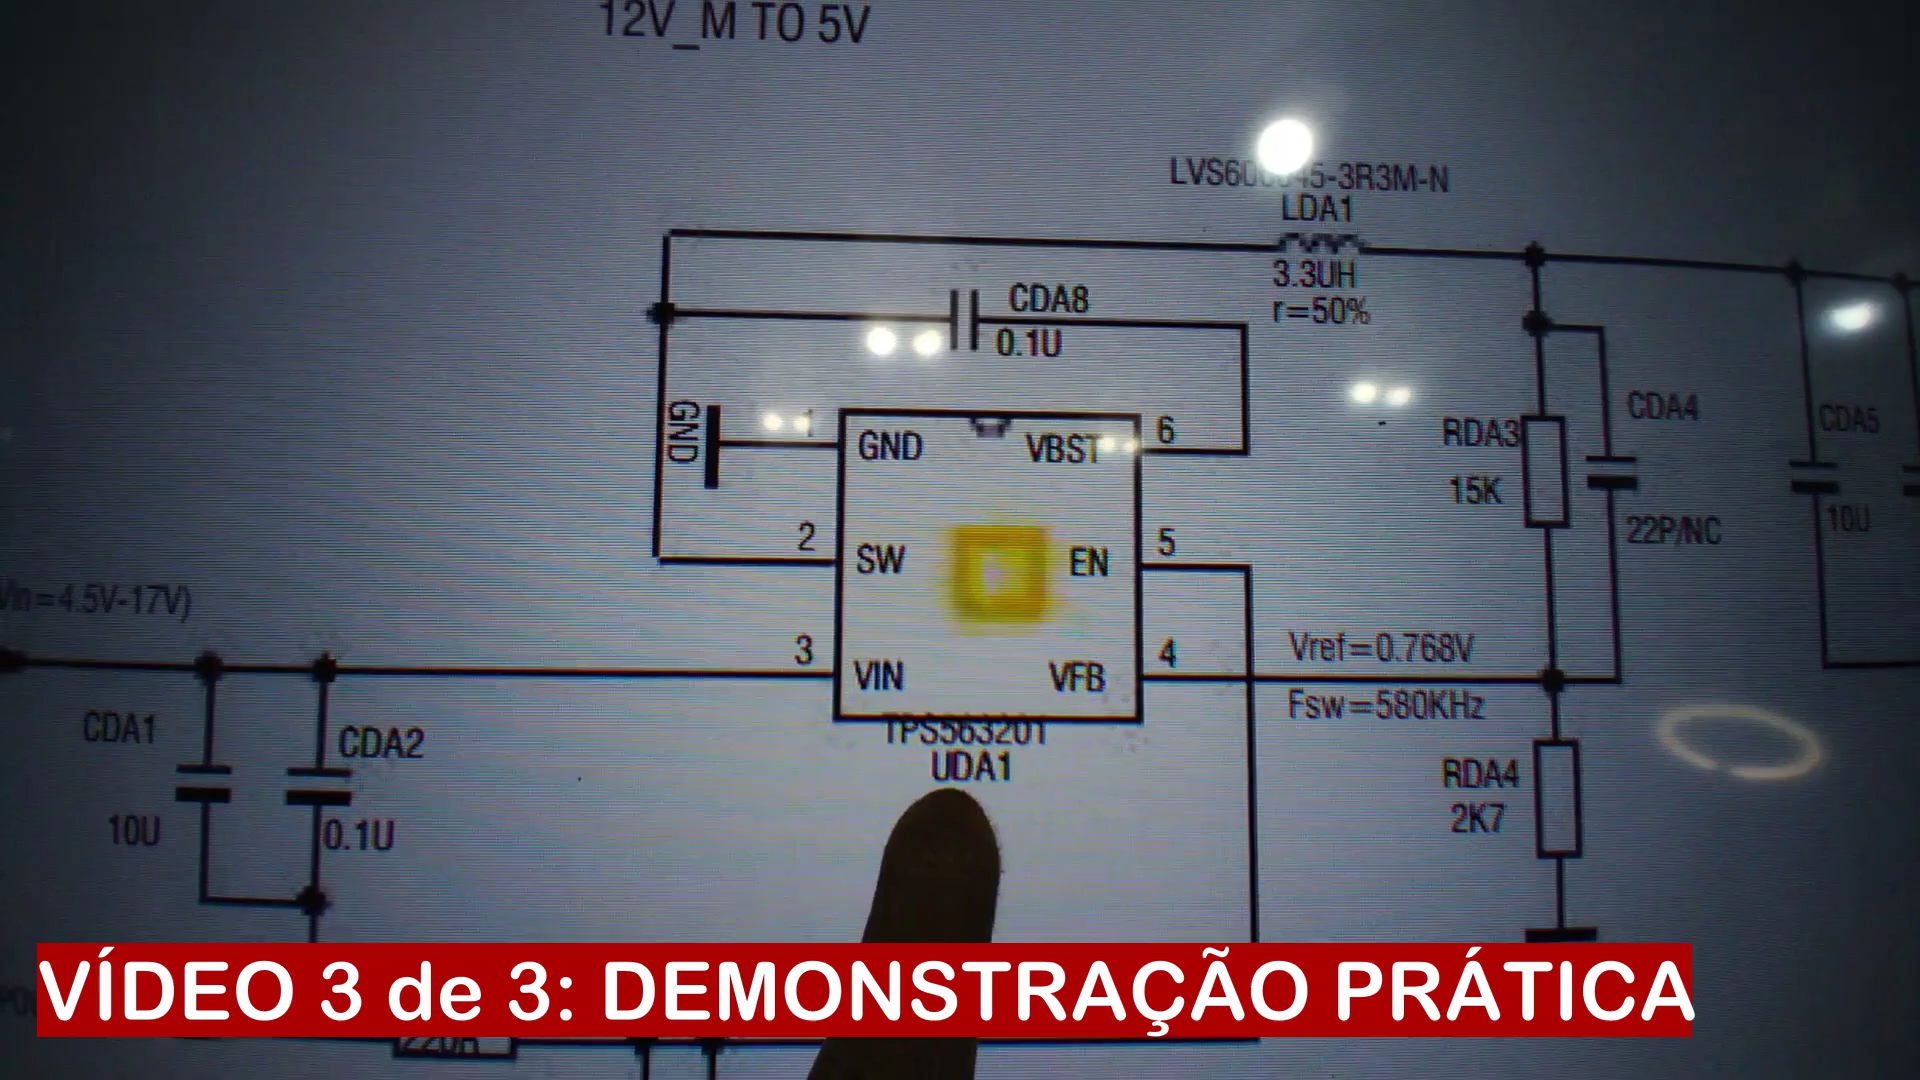 12V_M TO 5V
LDA1
3.3UH
r=50%
CDA8
0.1U
GND
1
GND
VBST
6
2
SW
EN
5
3
VIN
VFB
4
TPS563201
UDA1
Vin=4.5V-17V)
CDA1
10U
CDA2
0.1U
RDA3
15K
CDA4
22P/NC
CDA5
10U
Vref=0.768V
Fsw=580KHz
RDA4
2K7
220R
VÍDEO 3 de 3: DEMONSTRAÇÃO PRÁTICA